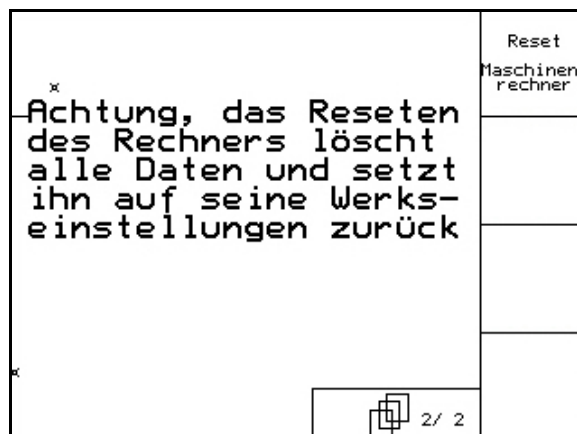 Reset
Maschinen
rechner
Achtung, das Reseten
des Rechners löscht
alle Daten und setzt
ihn auf seine Werks-
einstellungen zurück
2/ 2